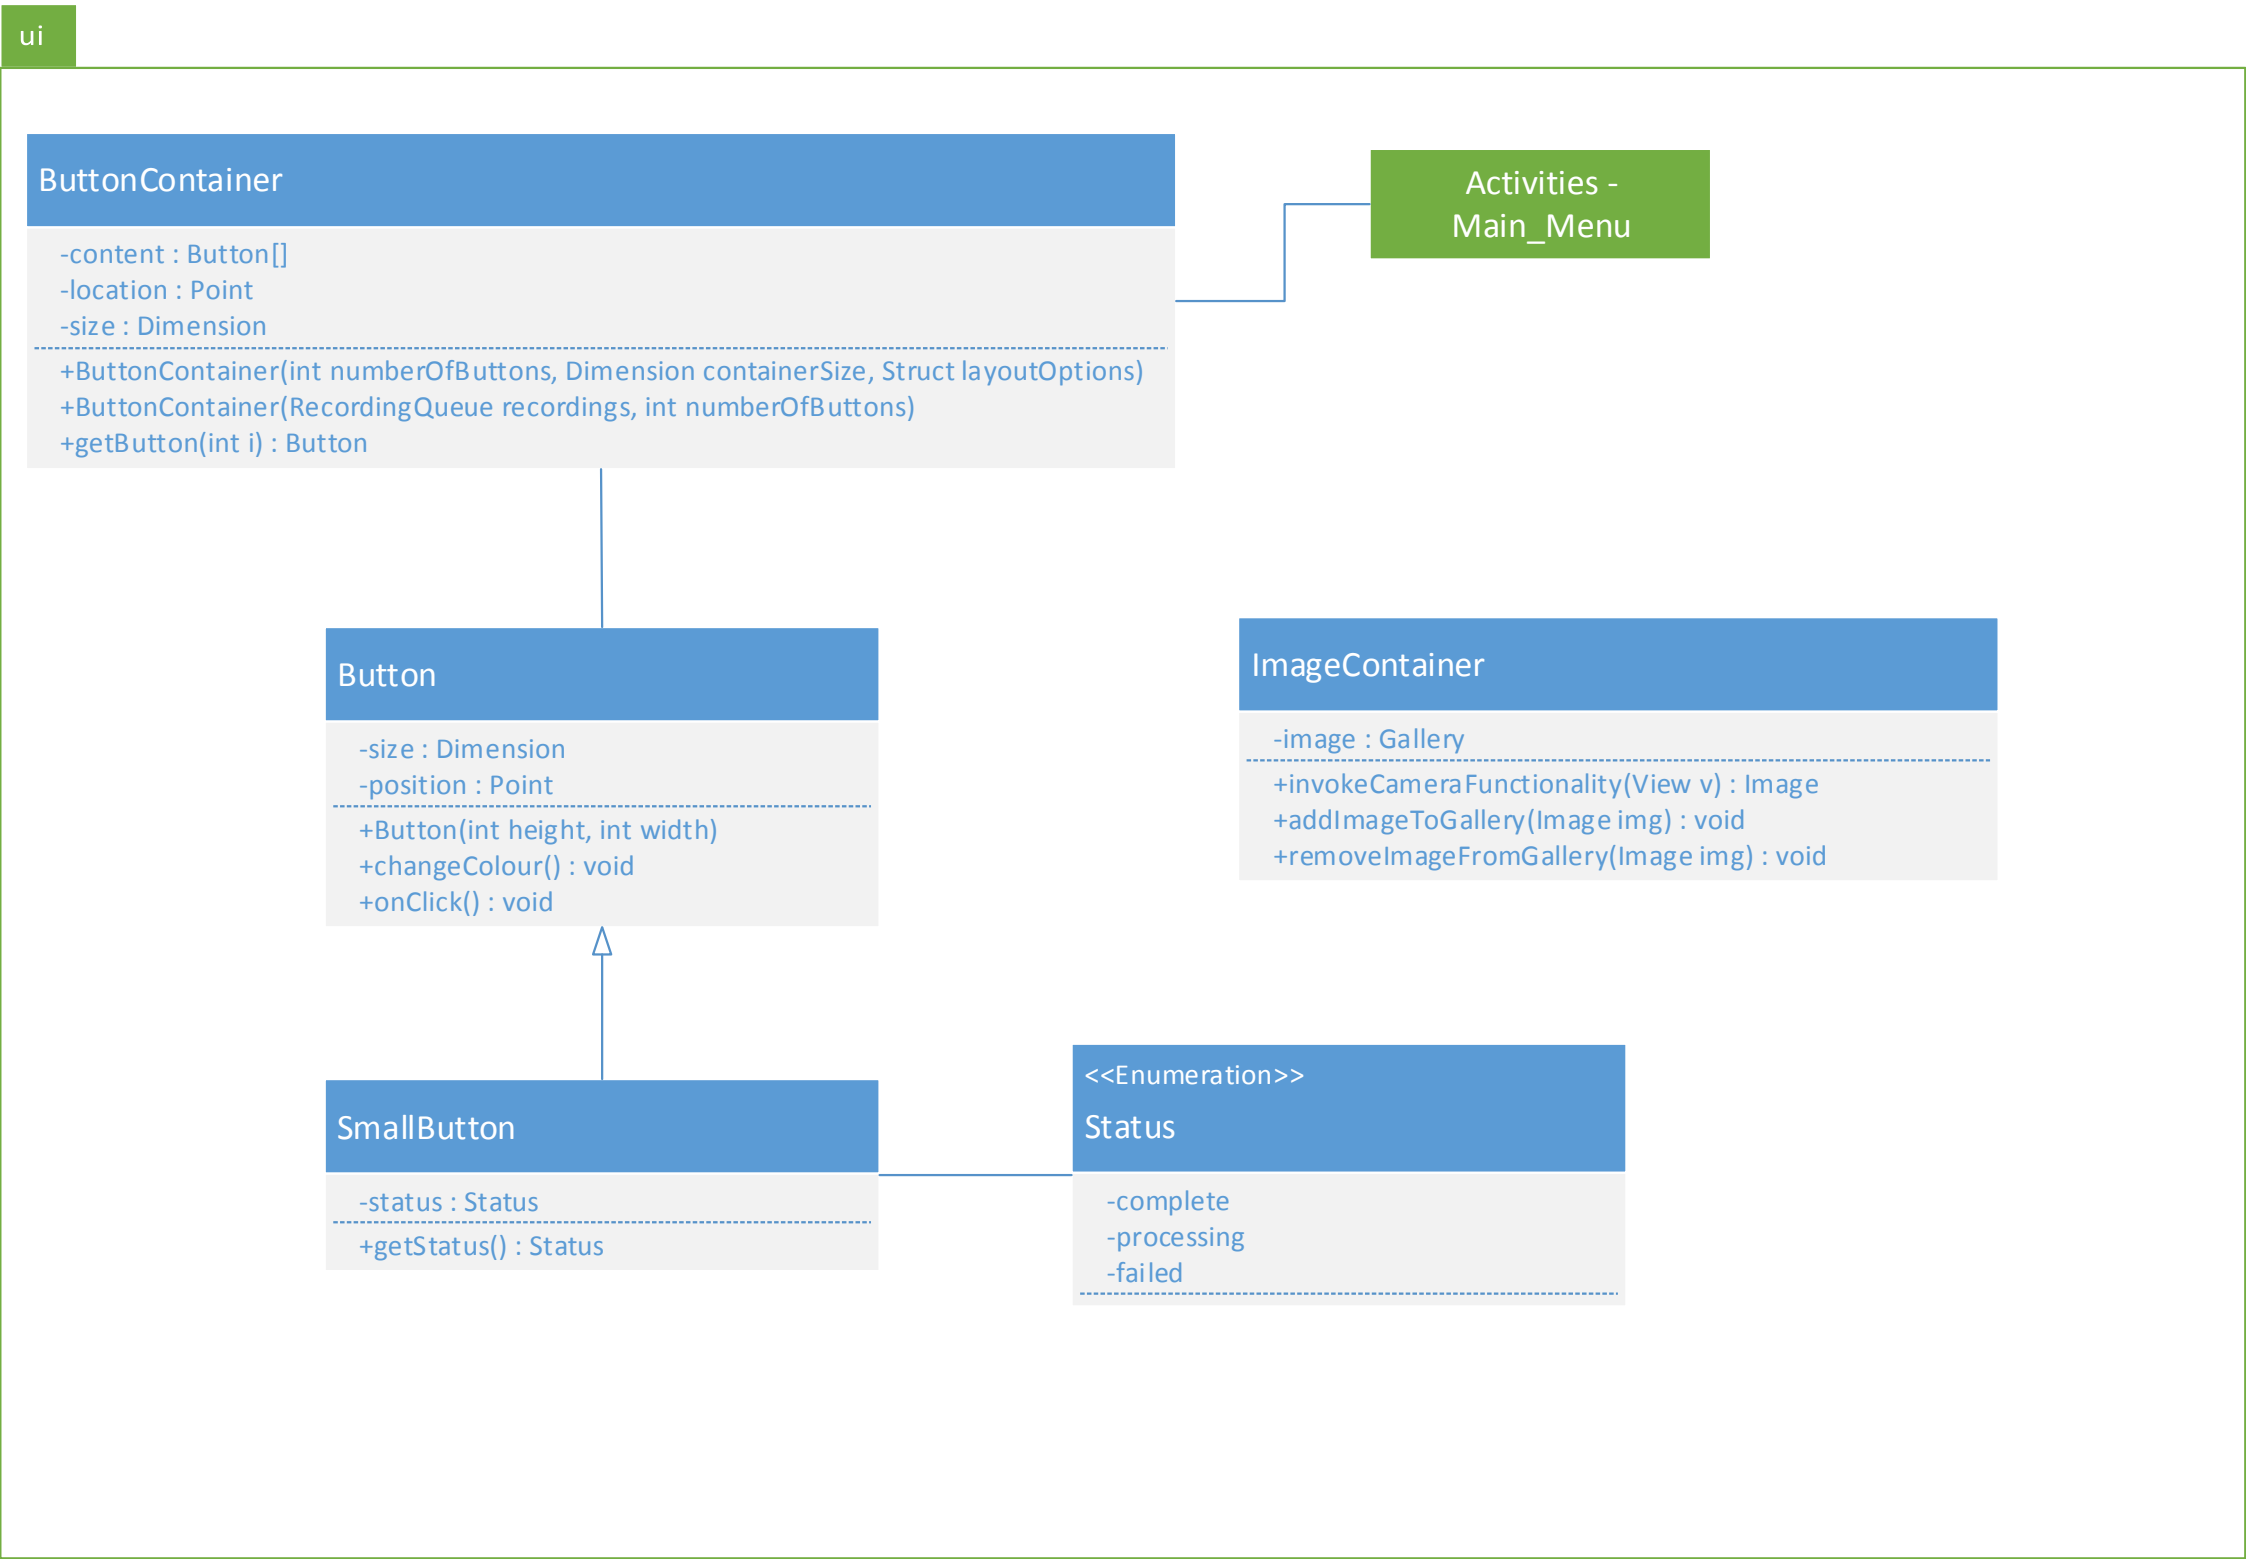 ui
ButtonContainer
-content : Button[]
-location : Point
-size : Dimension
+ButtonContainer(int numberOfButtons, Dimension containerSize, Struct layoutOptions)
+ButtonContainer(RecordingQueue recordings, int numberOfButtons)
+getButton(int i) : Button
Activities -
Main_Menu
Button
-size : Dimension
-position : Point
+Button(int height, int width)
+changeColour() : void
+onClick() : void
ImageContainer
-image : Gallery
+invokeCameraFunctionality(View v) : Image
+addImageToGallery(Image img) : void
+removeImageFromGallery(Image img) : void
SmallButton
-status : Status
+getStatus() : Status
<<Enumeration>>
Status
-complete
-processing
-failed